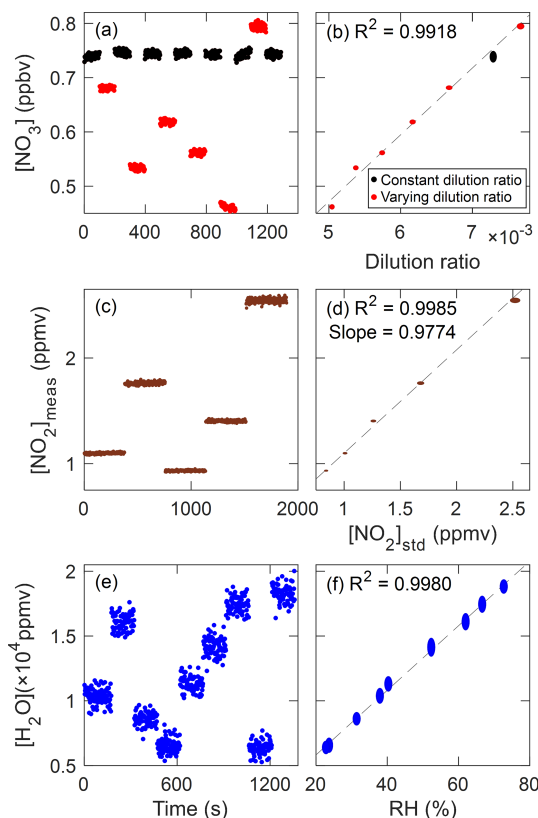 (a)
0.8
0.7
0.6
0.5
[NO3] (ppbv)
0 400 800 1200
(b) R² = 0.9918
Constant dilution ratio
Varying dilution ratio
5 6 7
×10⁻³
Dilution ratio
(c)
2
1
[NO2]meas (ppmv)
0 500 1000 1500 2000
(d) R² = 0.9985
Slope = 0.9774
1 1.5 2 2.5
[NO2]std (ppmv)
(e)
2
1.5
1
0.5
[H2O](×10⁴ppmv)
0 600 1200
Time (s)
(f) R² = 0.9980
20 40 60 80
RH (%)